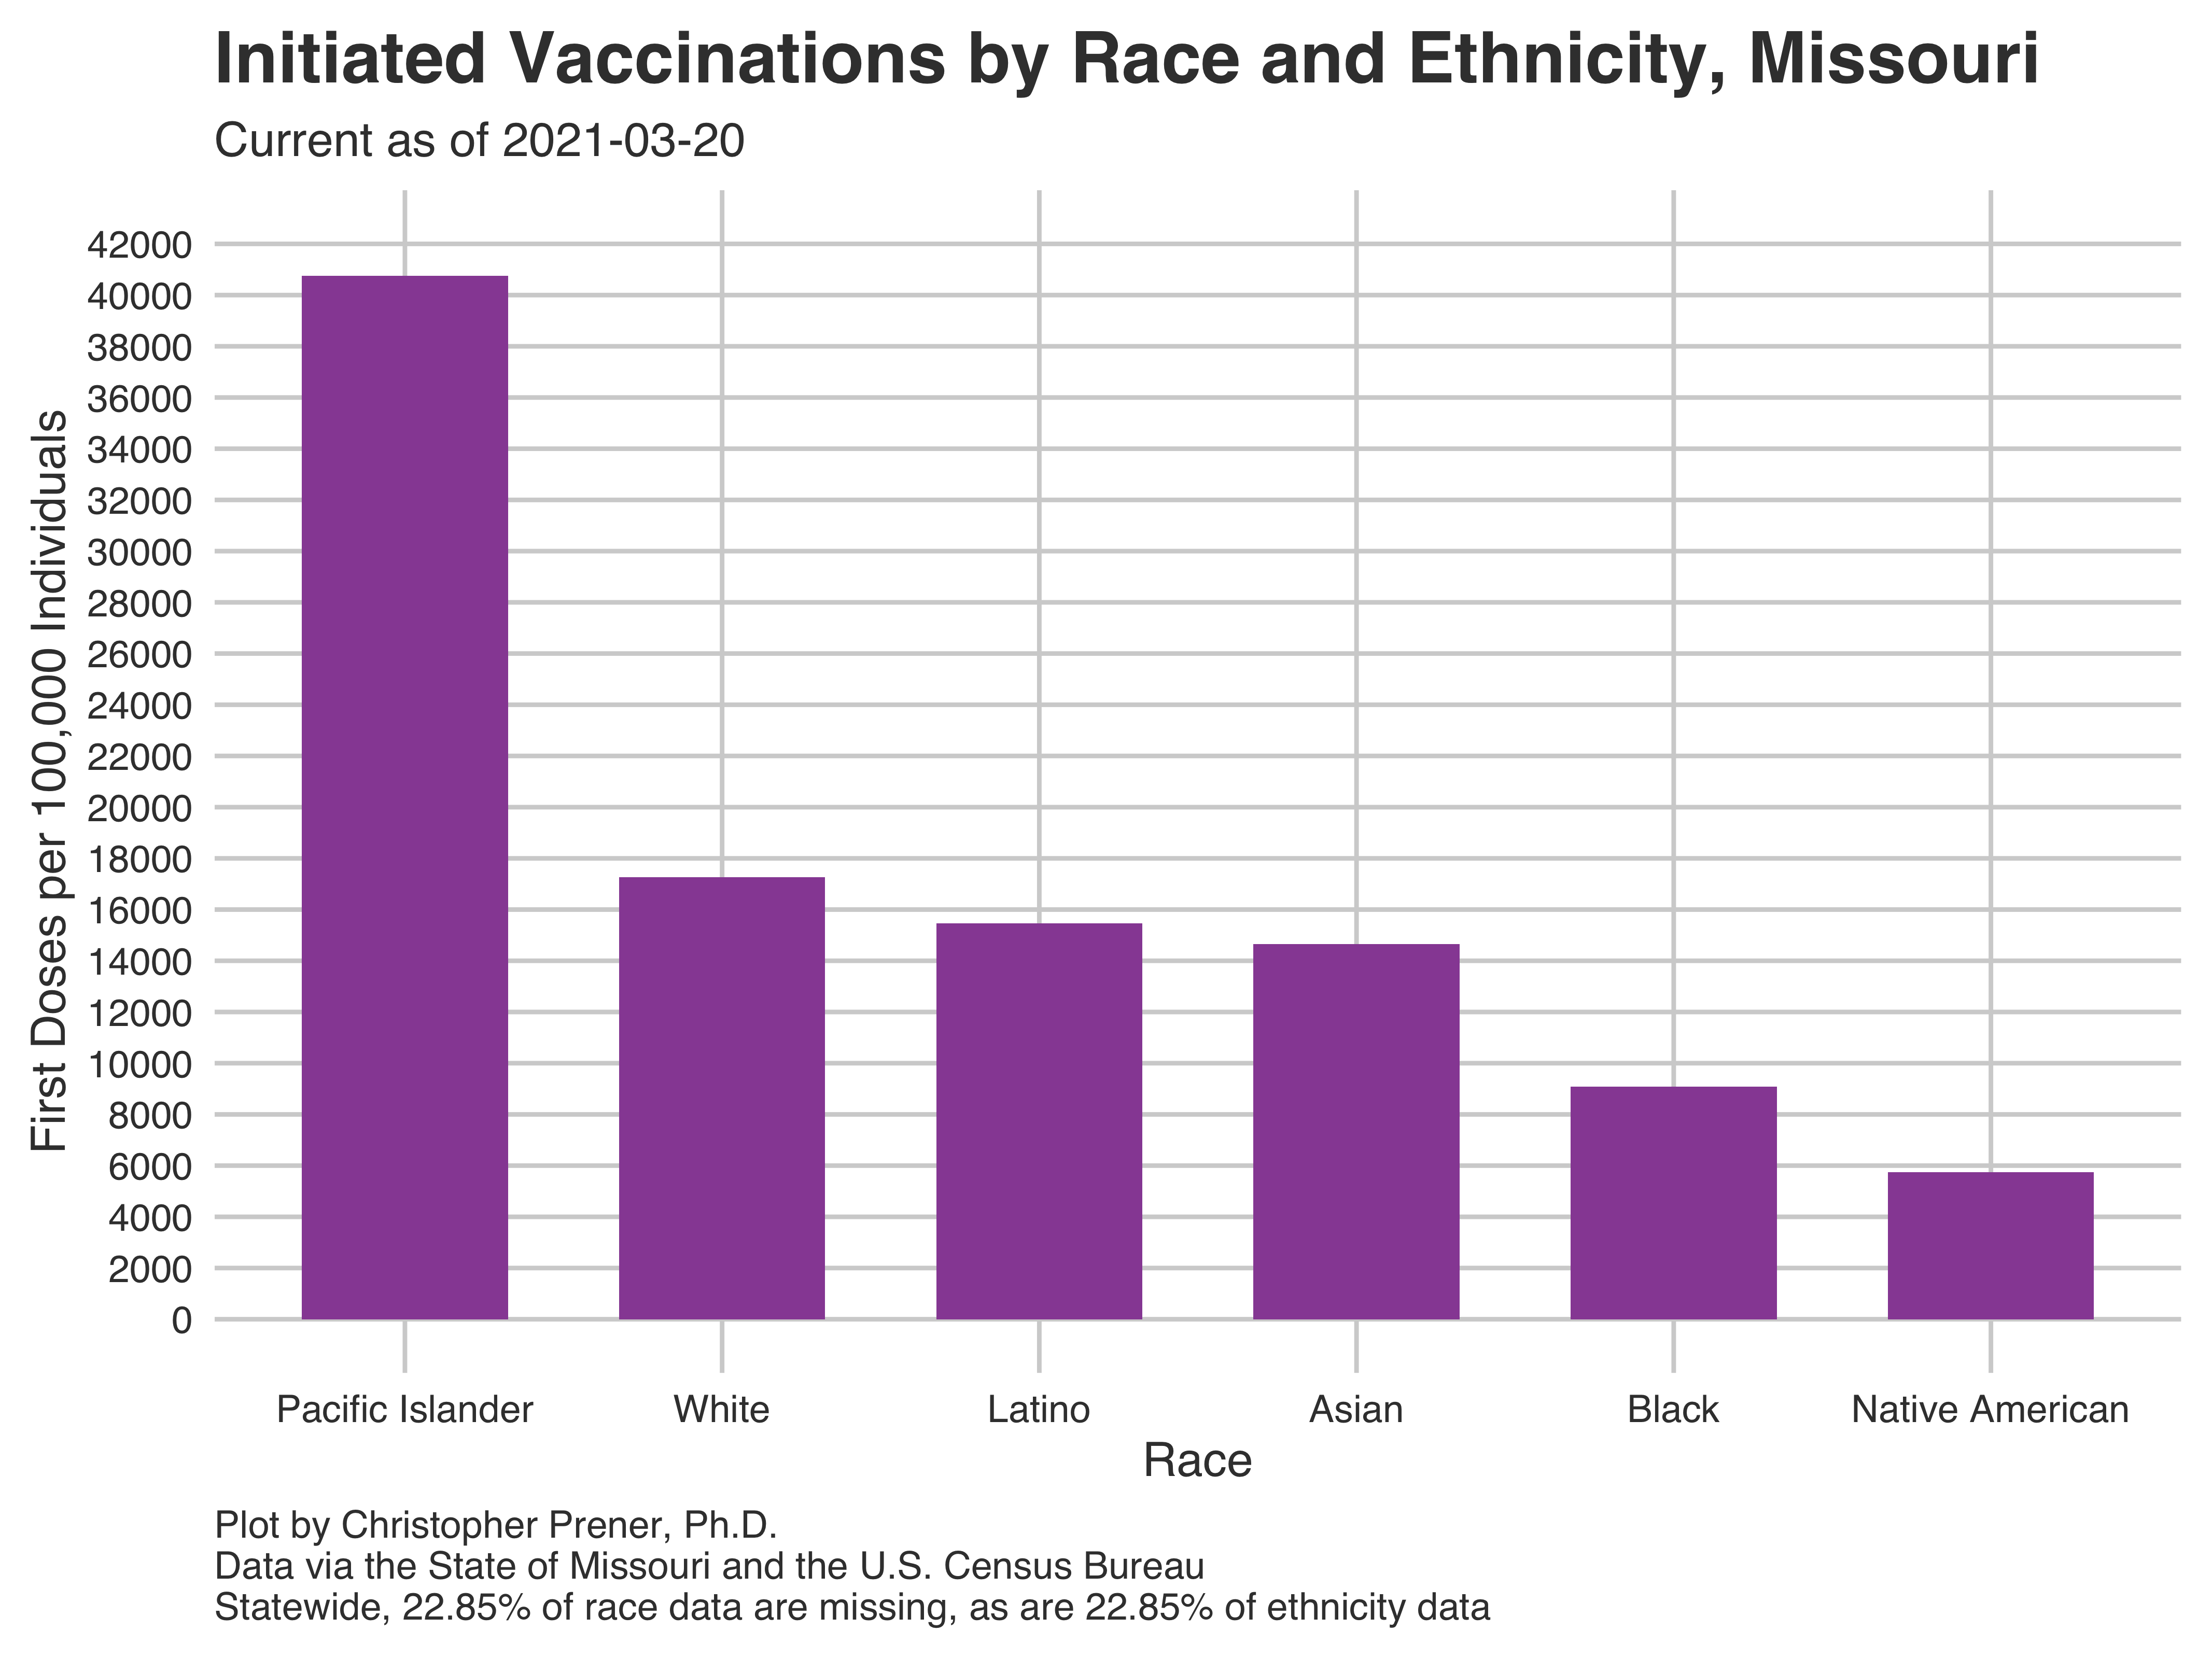 Initiated Vaccinations by Race and Ethnicity, Missouri
Current as of 2021-03-20
First Doses per 100,000 Individuals
42000
40000
38000
36000
34000
32000
30000
28000
26000
24000
22000
20000
18000
16000
14000
12000
10000
8000
6000
4000
2000
0
Pacific Islander White Latino Asian Black Native American
Race
Plot by Christopher Prener, Ph.D.
Data via the State of Missouri and the U.S. Census Bureau
Statewide, 22.85% of race data are missing, as are 22.85% of ethnicity data